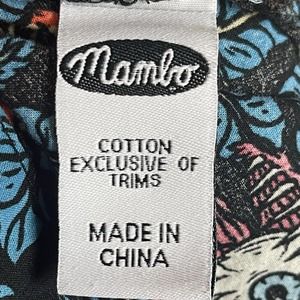 Mambo
COTTON
EXCLUSIVE OF
TRIMS
MADE IN
CHINA